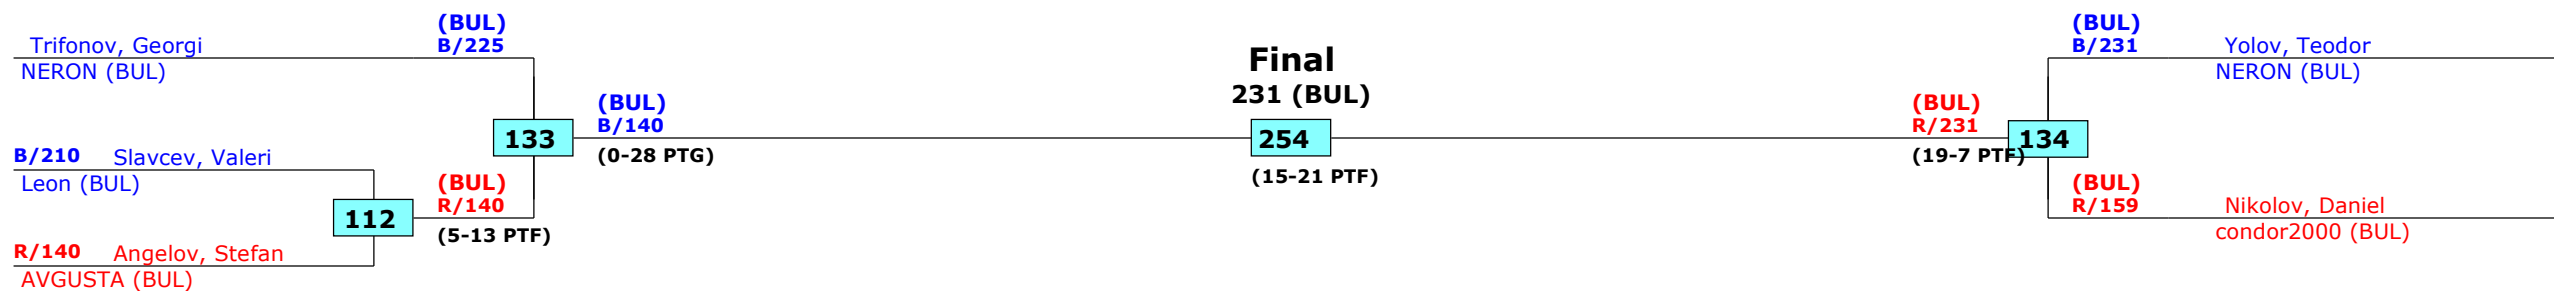 (BUL)
B/225
Trifonov, Georgi
NERON (BUL)
133
(BUL)
B/140
(0-28 PTG)
B/210 Slavcev, Valeri
Leon (BUL)
112
(BUL)
R/140
(5-13 PTF)
R/140 Angelov, Stefan
AVGUSTA (BUL)
Final
231 (BUL)
254
(15-21 PTF)
(BUL)
B/231 Yolov, Teodor
NERON (BUL)
(BUL)
R/231
(19-7 PTF)
134
(BUL)
R/159 Nikolov, Daniel
condor2000 (BUL)